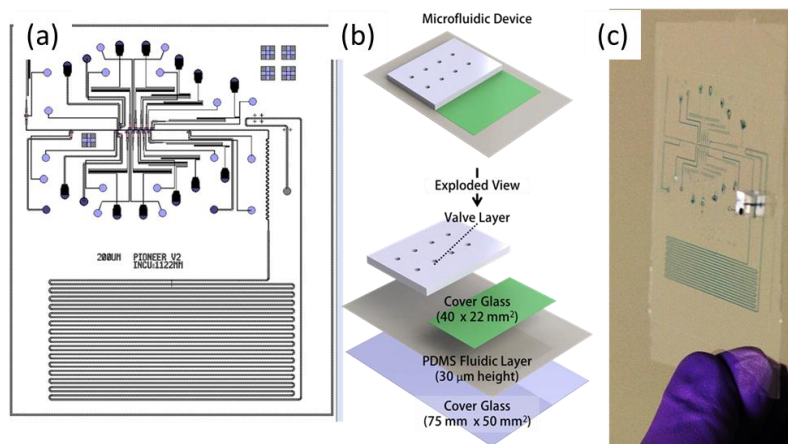 (a)
200UM PIONEER V2
INCU:1122MM
(b)
Microfluidic Device
Exploded View
Valve Layer
Cover Glass
(40 x 22 mm²)
PDMS Fluidic Layer
(30 µm height)
Cover Glass
(75 mm x 50 mm²)
(c)